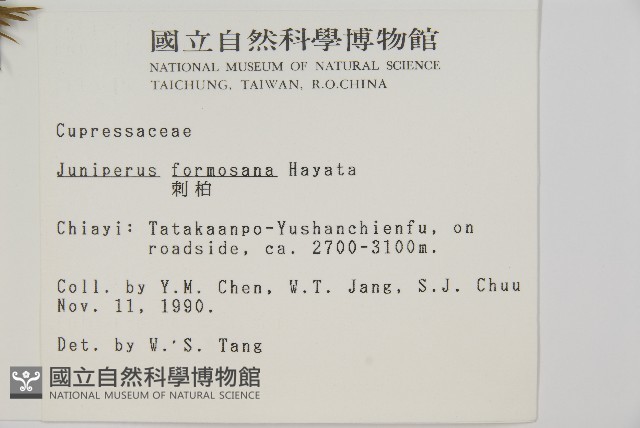 國立自然科學博物館
NATIONAL MUSEUM OF NATURAL SCIENCE
TAICHUNG, TAIWAN, R.O.CHINA
Cupressaceae
Juniperus formosana Hayata
刺柏
Chiayi: Tatakaanpo-Yushanchienfu, on
roadside, ca. 2700-3100m.
Coll. by Y.M. Chen, W.T. Jang, S.J. Chuu
Nov. 11, 1990.
Det. by W. S. Tang
國立自然科學博物館
NATIONAL MUSEUM OF NATURAL SCIENCE